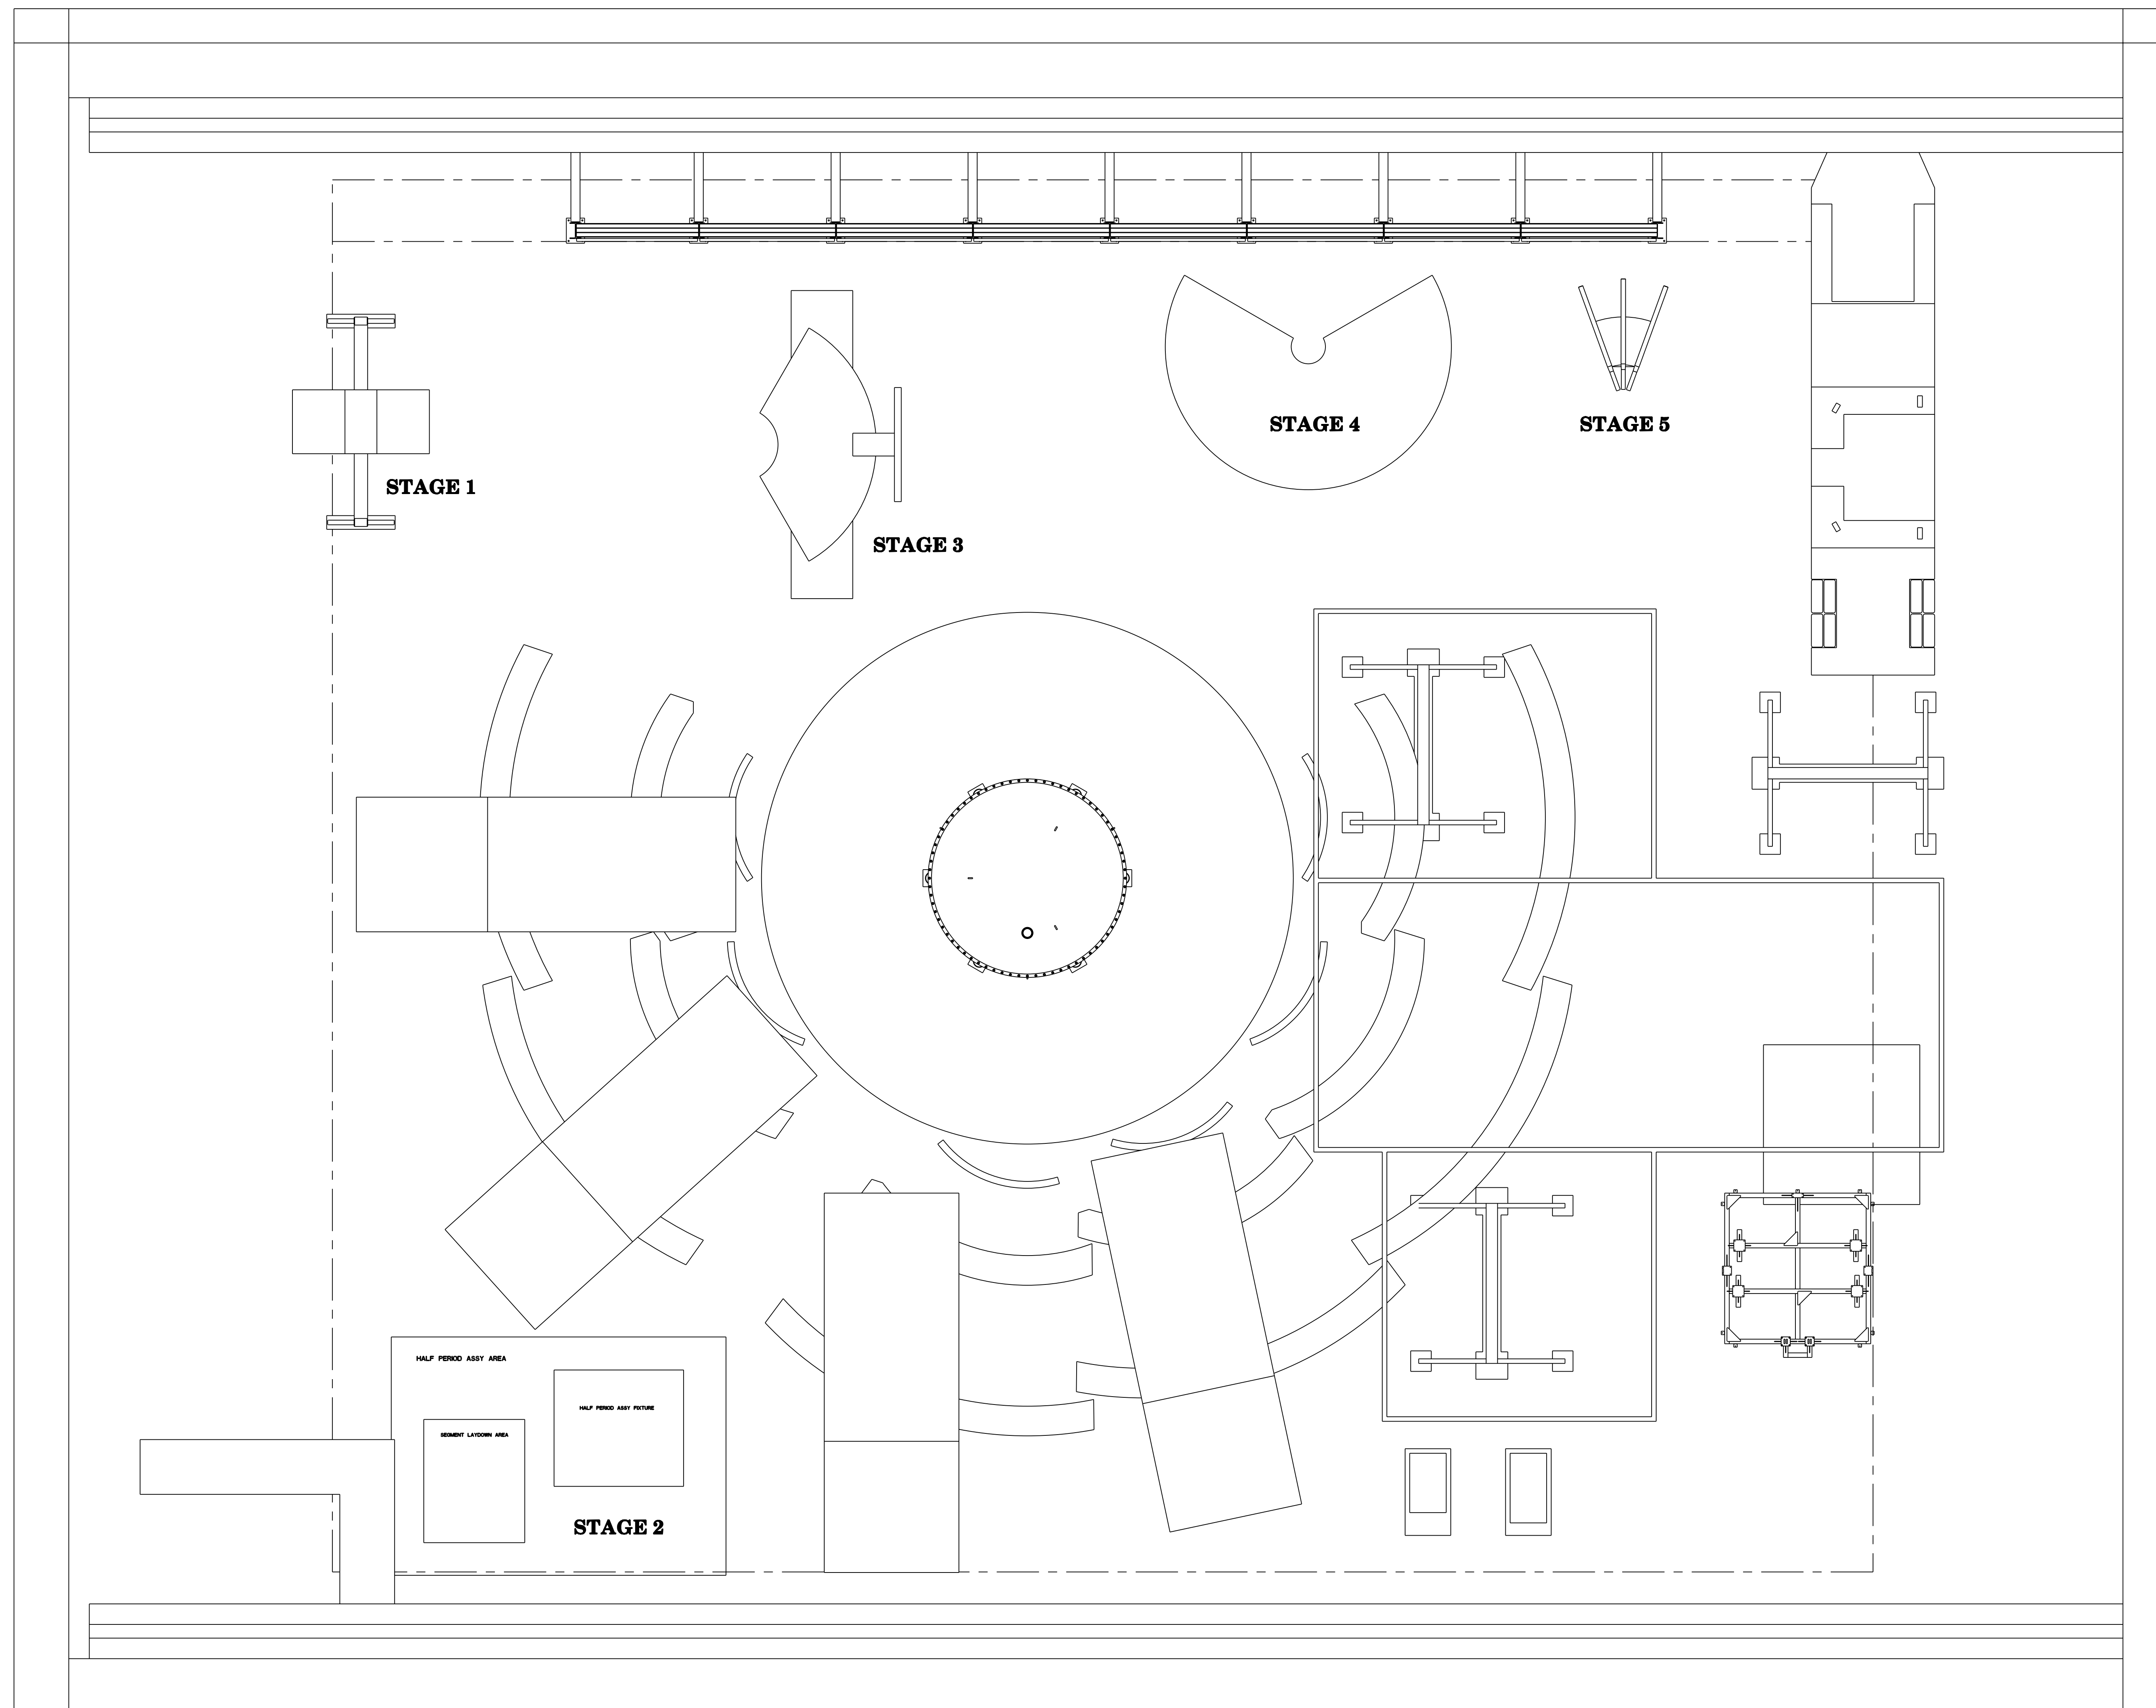 STAGE 4
STAGE 5
STAGE 1
STAGE 3
HALF PERIOD ASSY AREA
HALF PERIOD ASSY FIXTURE
SEGMENT LAYDOWN AREA
STAGE 2